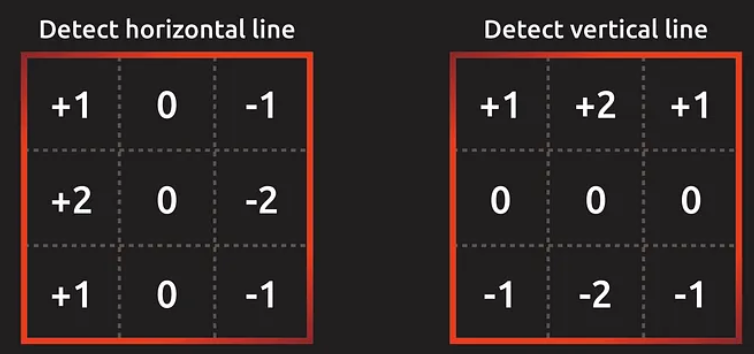 Detect horizontal line
+1 0 -1
+2 0 -2
+1 0 -1
Detect vertical line
+1 +2 +1
0 0 0
-1 -2 -1